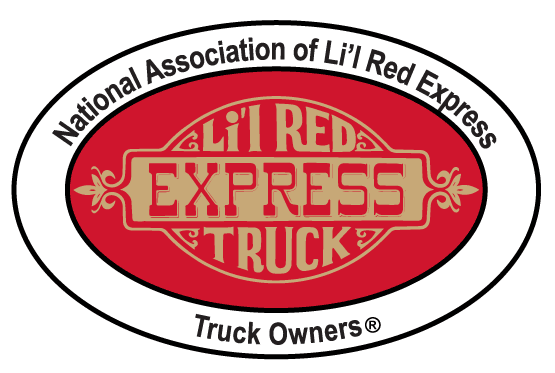 National Association of Li'l Red Express
Li'l RED
EXPRESS
TRUCK
Truck Owners®